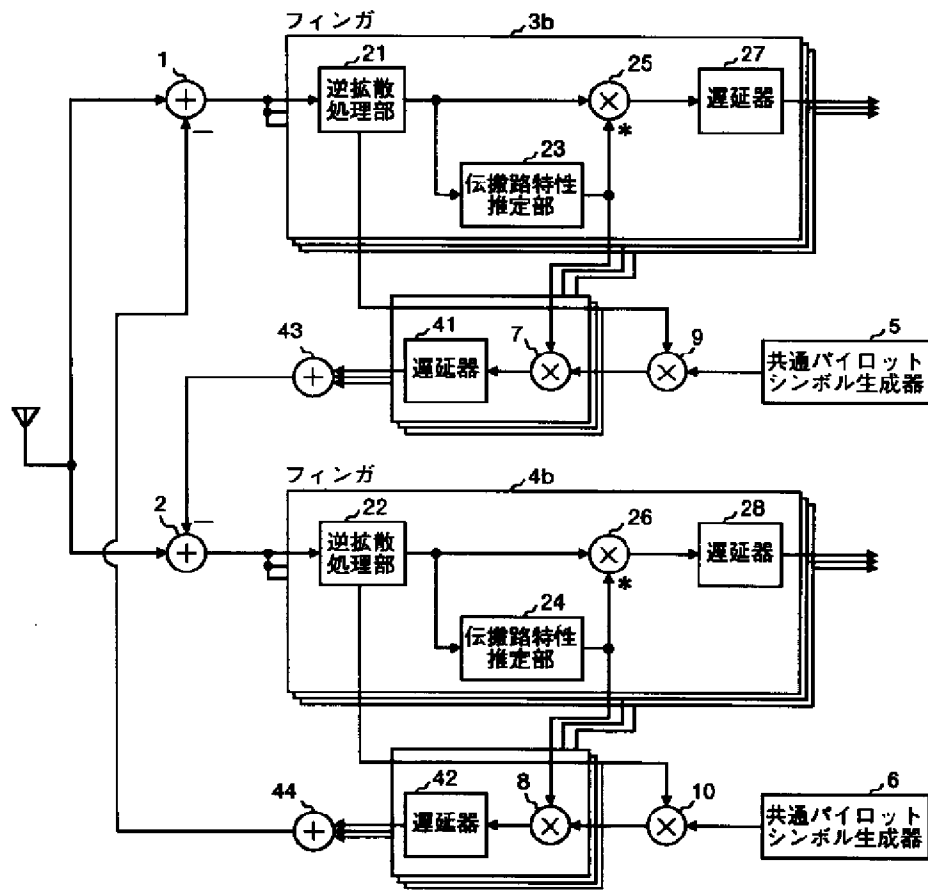 フィンガ
3b
1
21
逆拡散
処理部
25
27
遅延器
+
×
−
*
23
伝搬路特性
推定部
43
41
7
9
5
+
遅延器
×
×
共通パイロット
シンボル生成器
フィンガ
4b
2
22
逆拡散
処理部
26
28
遅延器
−
+
×
*
24
伝搬路特性
推定部
44
42
8
10
6
+
遅延器
×
×
共通パイロット
シンボル生成器